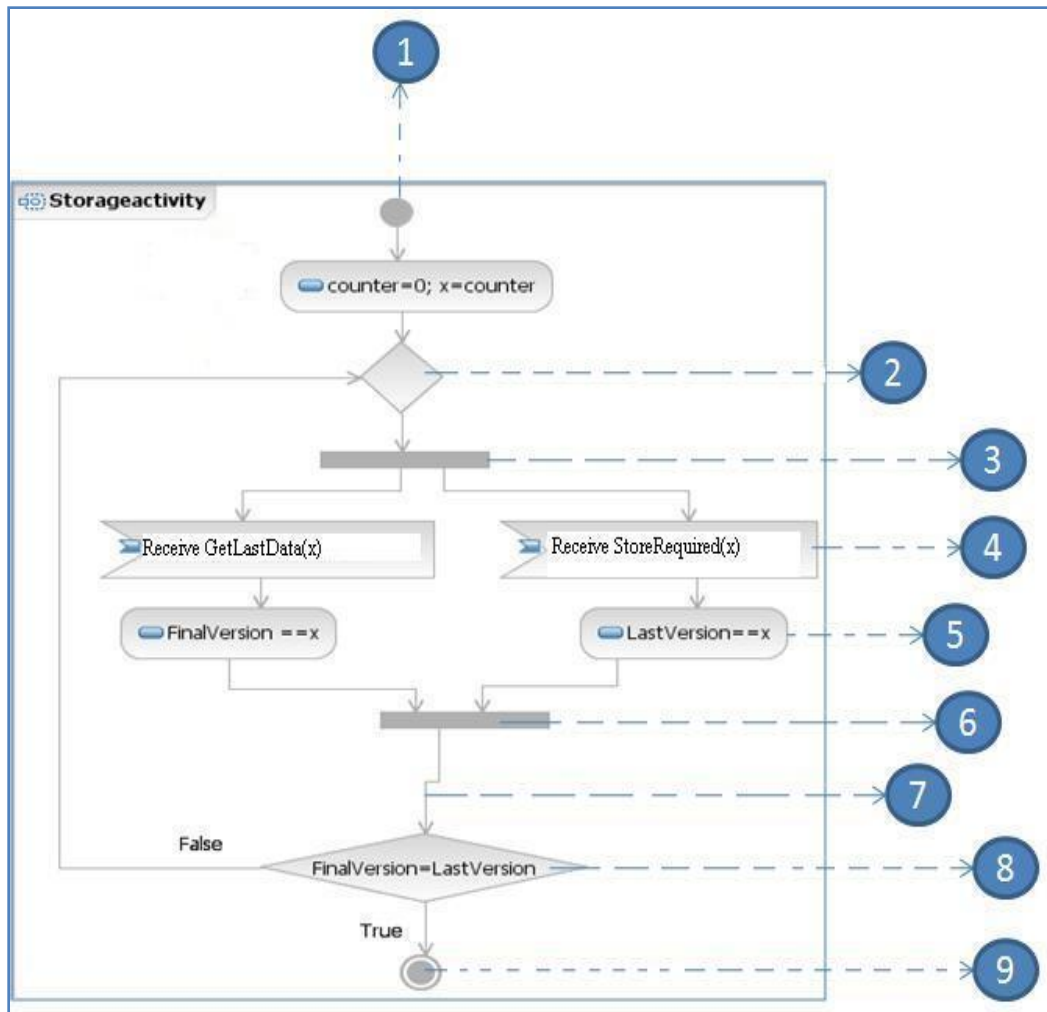 1
Storageactivity
counter=0; x=counter
2
3
Receive GetLastData(x)
Receive StoreRequired(x)
4
FinalVersion ==x
LastVersion==x
5
6
7
False
FinalVersion=LastVersion
8
True
9